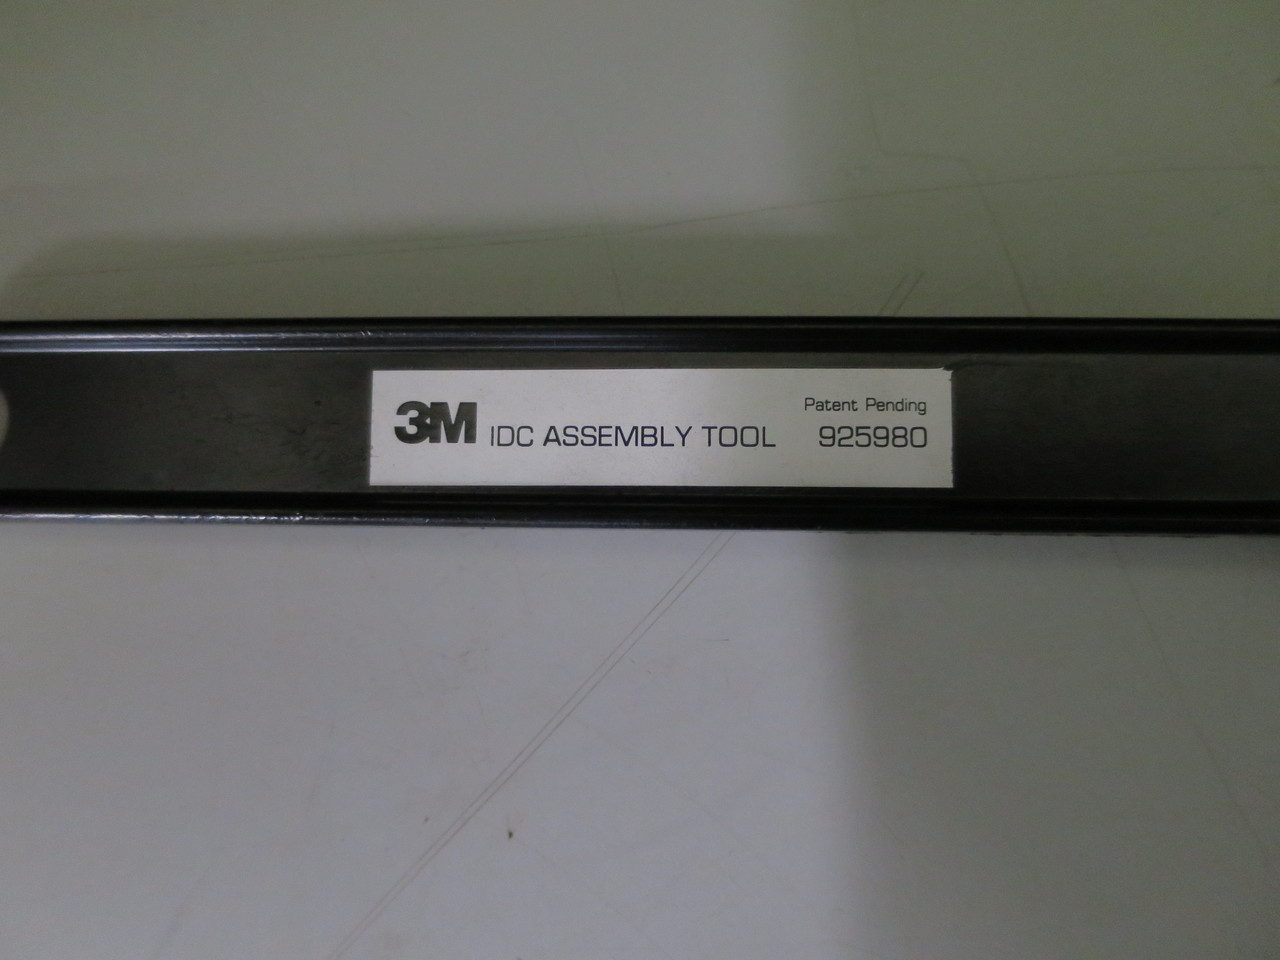 Patent Pending
3M IDC ASSEMBLY TOOL 925980